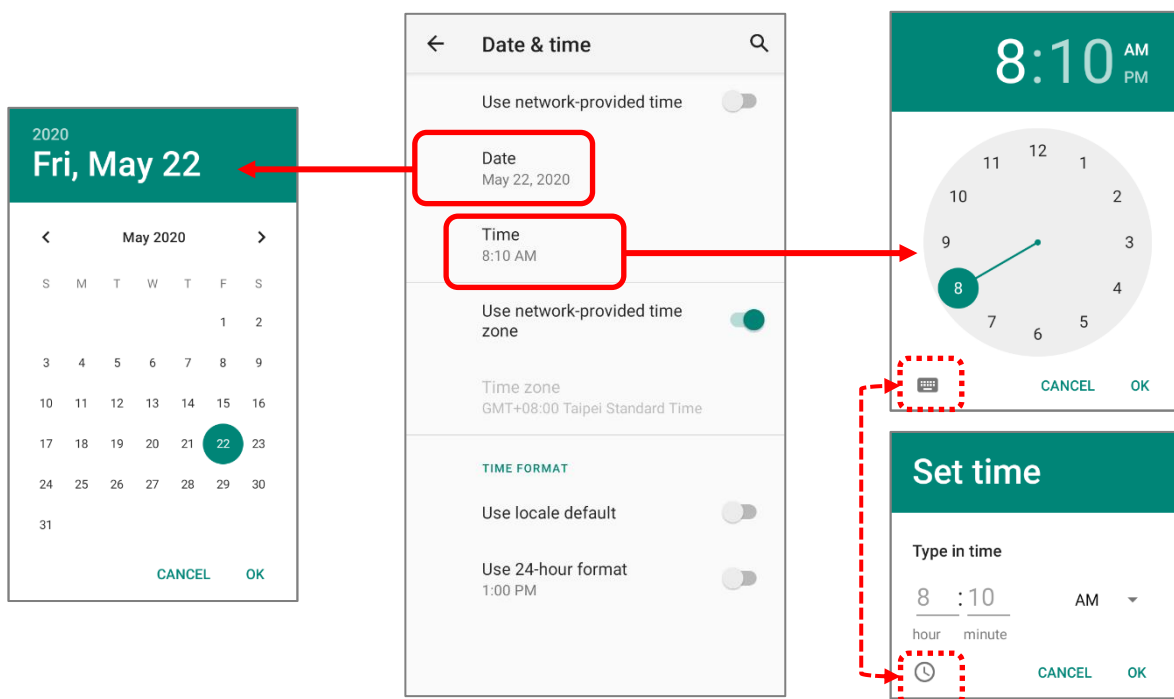 2020
Fri, May 22
May 2020
S M T W T F S
1 2
3 4 5 6 7 8 9
10 11 12 13 14 15 16
17 18 19 20 21 22 23
24 25 26 27 28 29 30
31
CANCEL OK
Date & time
Use network-provided time
Date
May 22, 2020
Time
8:10 AM
Use network-provided time
zone
Time zone
GMT+08:00 Taipei Standard Time
TIME FORMAT
Use locale default
Use 24-hour format
1:00 PM
8:10 AM
PM
12
11 1
10 2
9 3
8 4
7 5
6
CANCEL OK
Set time
Type in time
8 : 10 AM
hour minute
CANCEL OK